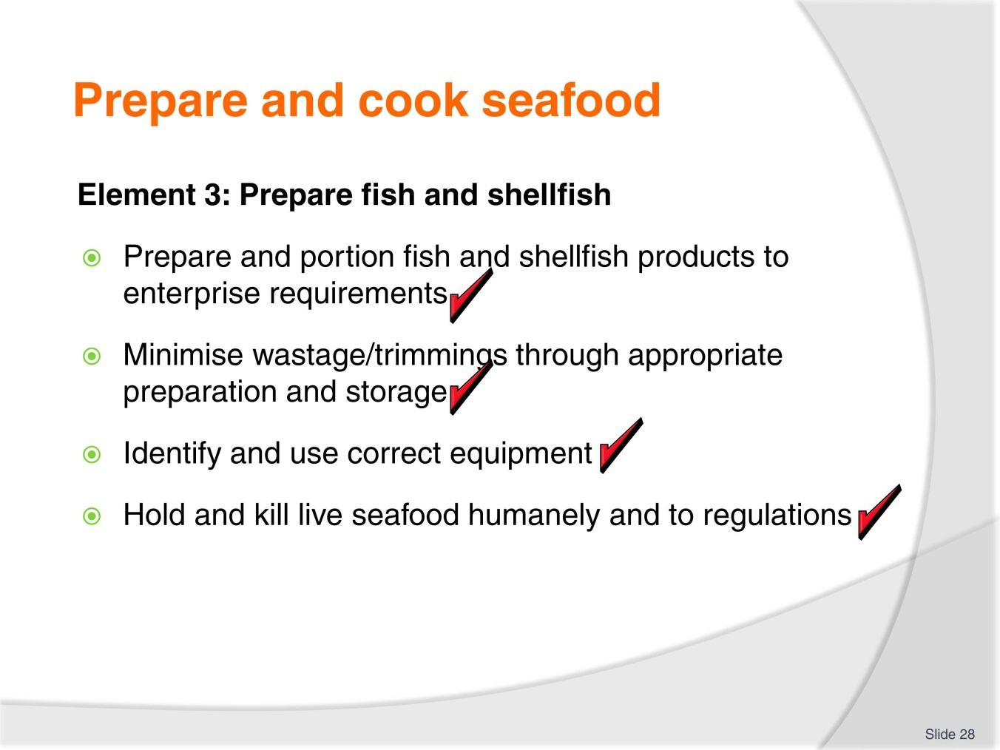 Prepare and cook seafood
Element 3: Prepare fish and shellfish
Prepare and portion fish and shellfish products to
enterprise requirements
Minimise wastage/trimmings through appropriate
preparation and storage
Identify and use correct equipment
Hold and kill live seafood humanely and to regulations
Slide 28